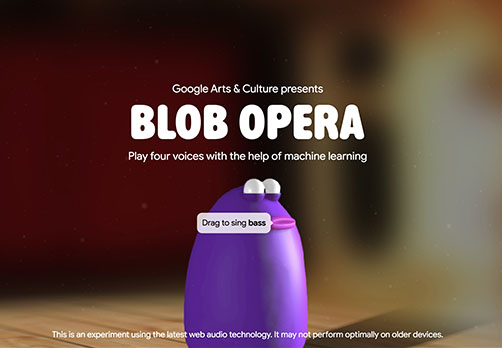 Google Arts & Culture presents
BLOB OPERA
Play four voices with the help of machine learning
Drag to sing bass
This is an experiment using the latest web audio technology. It may not perform optimally on older devices.